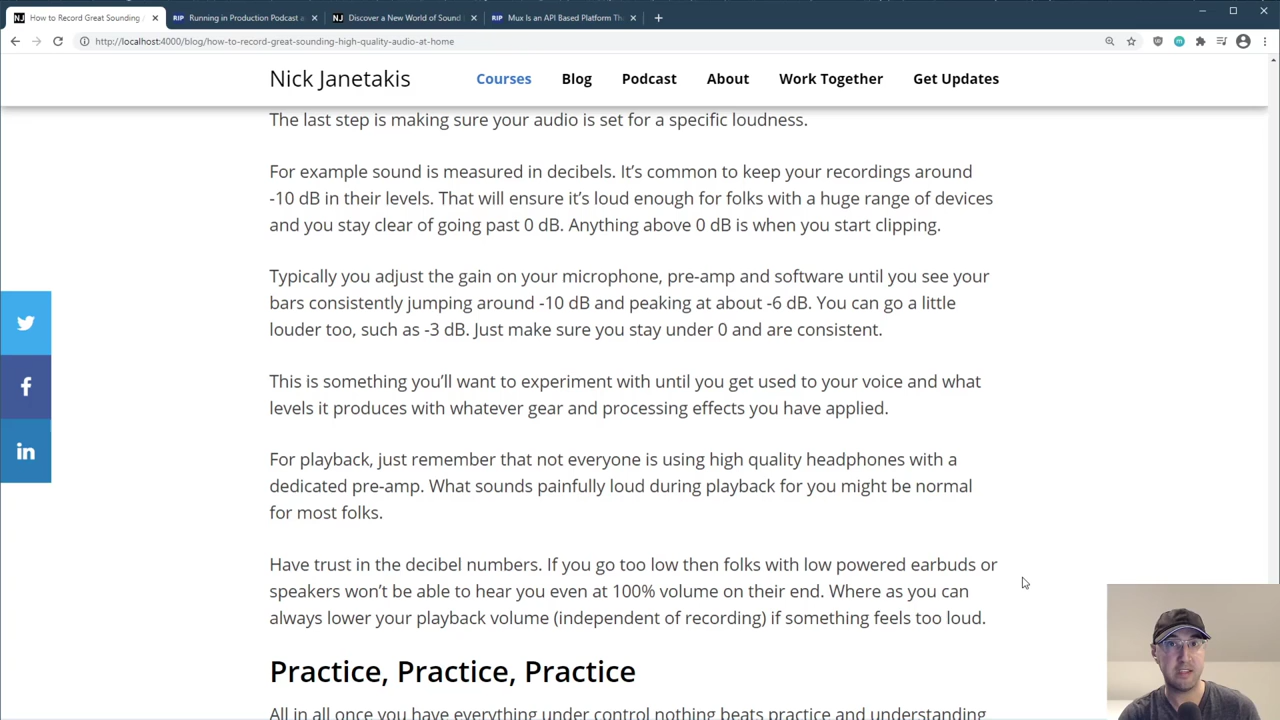 How to Record Great Sounding
Running in Production Podcast a
NJ
Discover a New World of Sound
RIP
Mux Is an API Based Platform Th
http://localhost:4000/blog/how-to-record-great-sounding-high-quality-audio-at-home
Nick Janetakis
Courses
Blog
Podcast
About
Work Together
Get Updates
The last step is making sure your audio is set for a specific loudness.
For example sound is measured in decibels. It’s common to keep your recordings around
-10 dB in their levels. That will ensure it’s loud enough for folks with a huge range of devices
and you stay clear of going past 0 dB. Anything above 0 dB is when you start clipping.
Typically you adjust the gain on your microphone, pre-amp and software until you see your
bars consistently jumping around -10 dB and peaking at about -6 dB. You can go a little
louder too, such as -3 dB. Just make sure you stay under 0 and are consistent.
This is something you’ll want to experiment with until you get used to your voice and what
levels it produces with whatever gear and processing effects you have applied.
For playback, just remember that not everyone is using high quality headphones with a
dedicated pre-amp. What sounds painfully loud during playback for you might be normal
for most folks.
Have trust in the decibel numbers. If you go too low then folks with low powered earbuds or
speakers won’t be able to hear you even at 100% volume on their end. Where as you can
always lower your playback volume (independent of recording) if something feels too loud.
Practice, Practice, Practice
All in all once you have everything under control nothing beats practice and understanding